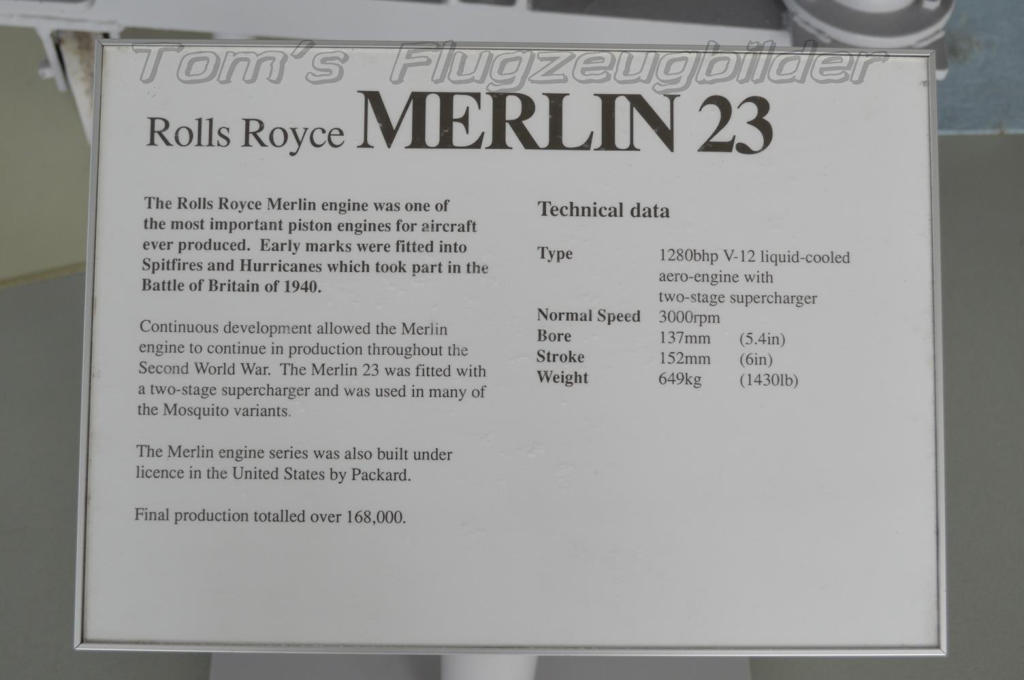 Tom's Flugzeugbilder
Rolls Royce MERLIN 23
The Rolls Royce Merlin engine was one of
the most important piston engines for aircraft
ever produced. Early marks were fitted into
Spitfires and Hurricanes which took part in the
Battle of Britain of 1940.
Continuous development allowed the Merlin
engine to continue in production throughout the
Second World War. The Merlin 23 was fitted with
a two-stage supercharger and was used in many of
the Mosquito variants.
The Merlin engine series was also built under
licence in the United States by Packard.
Final production totalled over 168,000.
Technical data
Type 1280bhp V-12 liquid-cooled
aero-engine with
two-stage supercharger
Normal Speed 3000rpm
Bore 137mm (5.4in)
Stroke 152mm (6in)
Weight 649kg (1430lb)